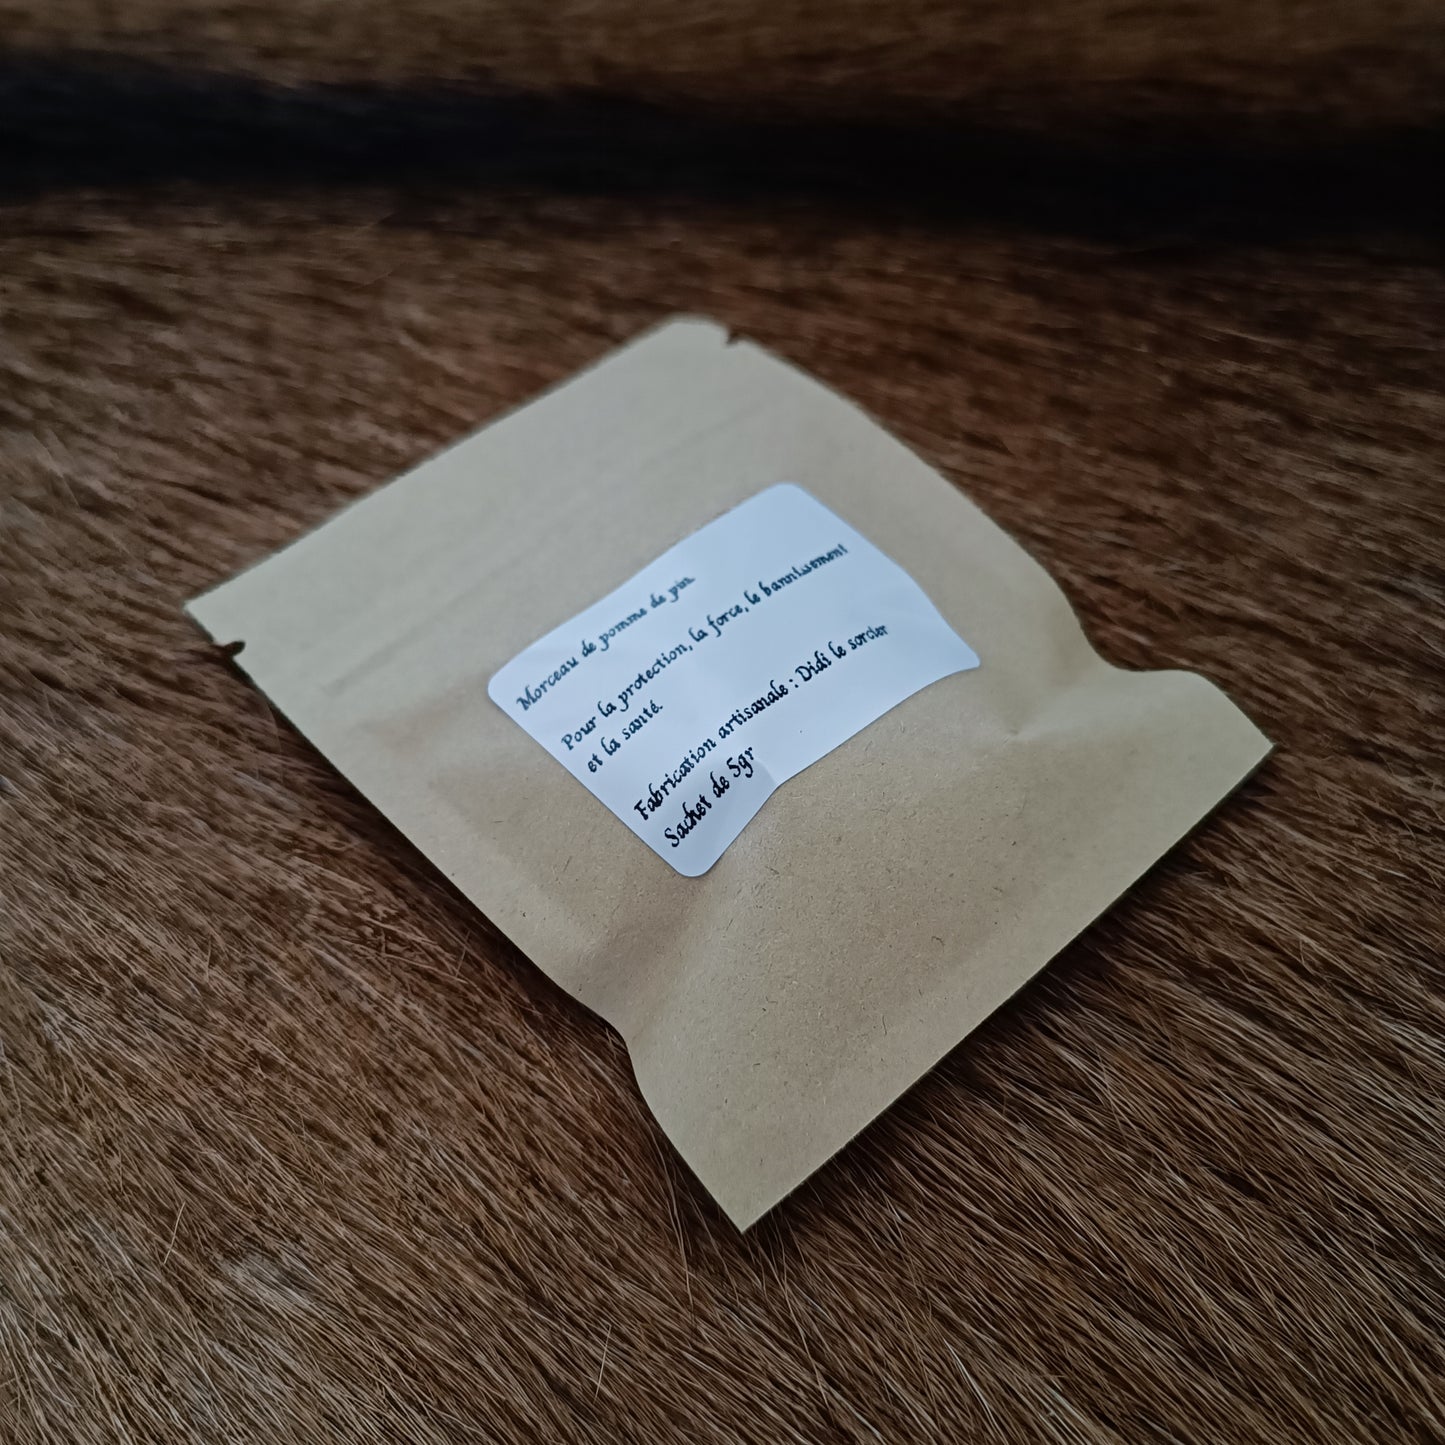 Morceau de pomme de pin.
Pour la protection, la force, le bannissement
et la santé.
Fabrication artisanale : Didi le sorcier
Sachet de 5gr